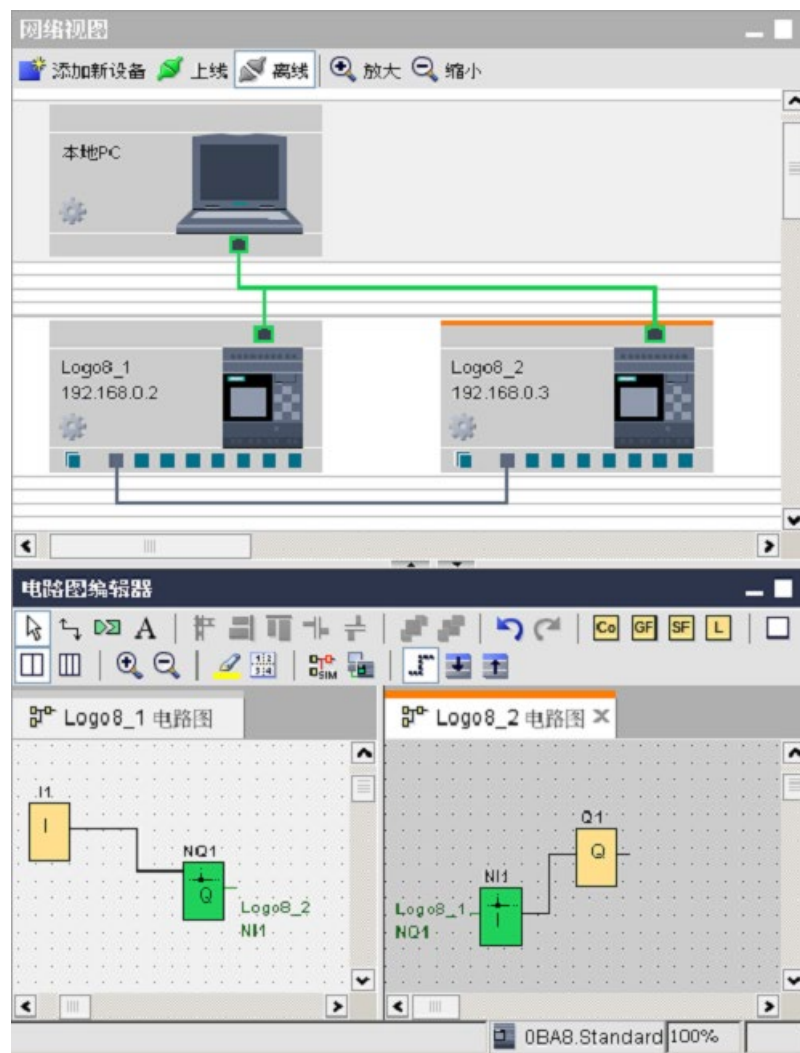 网络视图
添加新设备 上线 离线 放大 缩小
本地PC
Logo8_1
192.168.0.2
Logo8_2
192.168.0.3
电路图编辑器
A Co GF SF L
SIM
Logo8_1 电路图
Logo8_2 电路图
I1
I
NQ1
Q
Logo8_2
NI1
Q1
Q
NI1
I
Logo8_1
NQ1
0BA8.Standard 100%